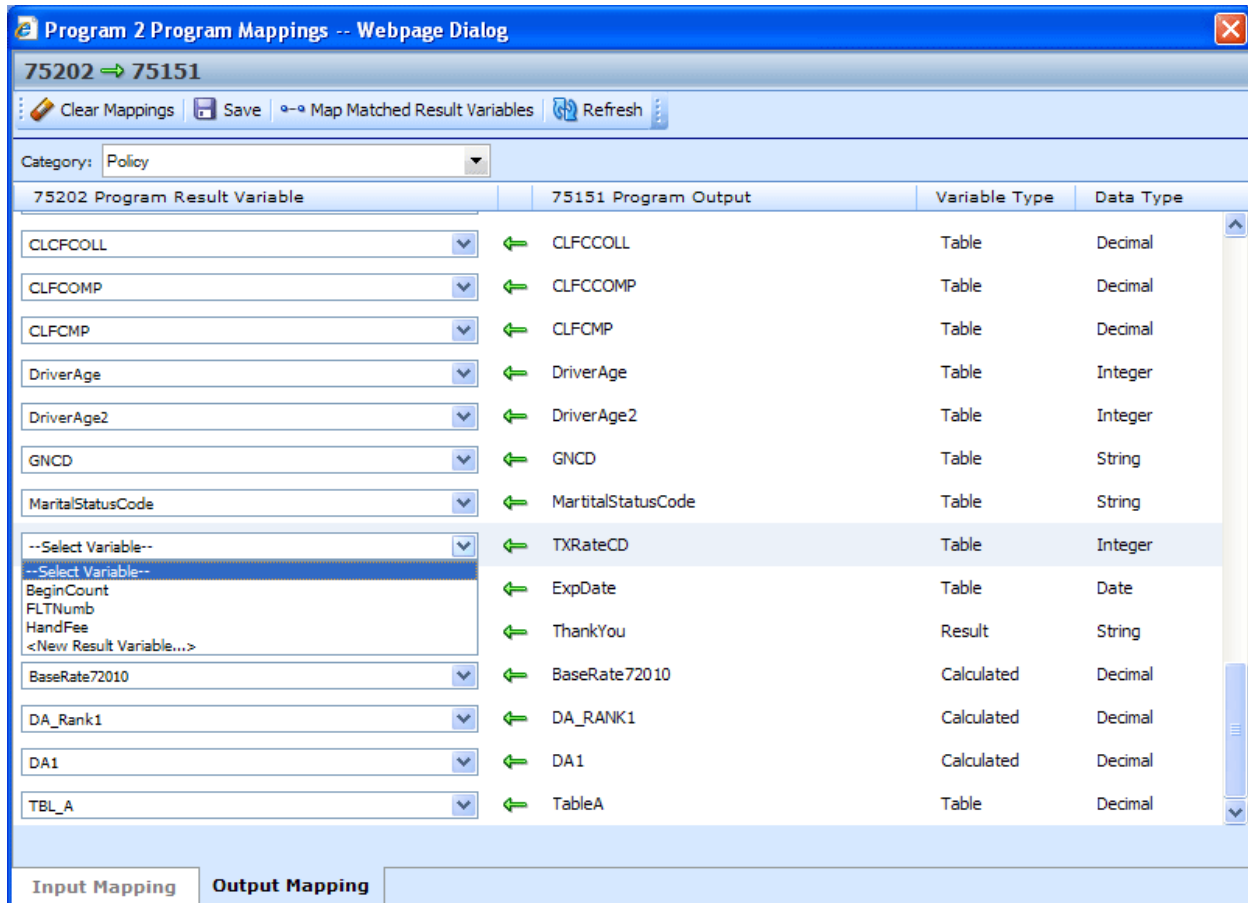 Program 2 Program Mappings -- Webpage Dialog
75202 75151
Clear Mappings Save Map Matched Result Variables Refresh
Category: Policy
75202 Program Result Variable 75151 Program Output Variable Type Data Type
CLCFCOLL CLFCCOLL Table Decimal
CLFCOMP CLFCCOMP Table Decimal
CLFCMP CLFCMP Table Decimal
DriverAge DriverAge Table Integer
DriverAge2 DriverAge2 Table Integer
GNCD GNCD Table String
MaritalStatusCode MartitalStatusCode Table String
--Select Variable-- TXRateCD Table Integer
--Select Variable--
BeginCount ExpDate Table Date
FLTNumb
HandFee ThankYou Result String
<New Result Variable...>
BaseRate72010 BaseRate72010 Calculated Decimal
DA_Rank1 DA_RANK1 Calculated Decimal
DA1 DA1 Calculated Decimal
TBL_A TableA Table Decimal
Input Mapping Output Mapping